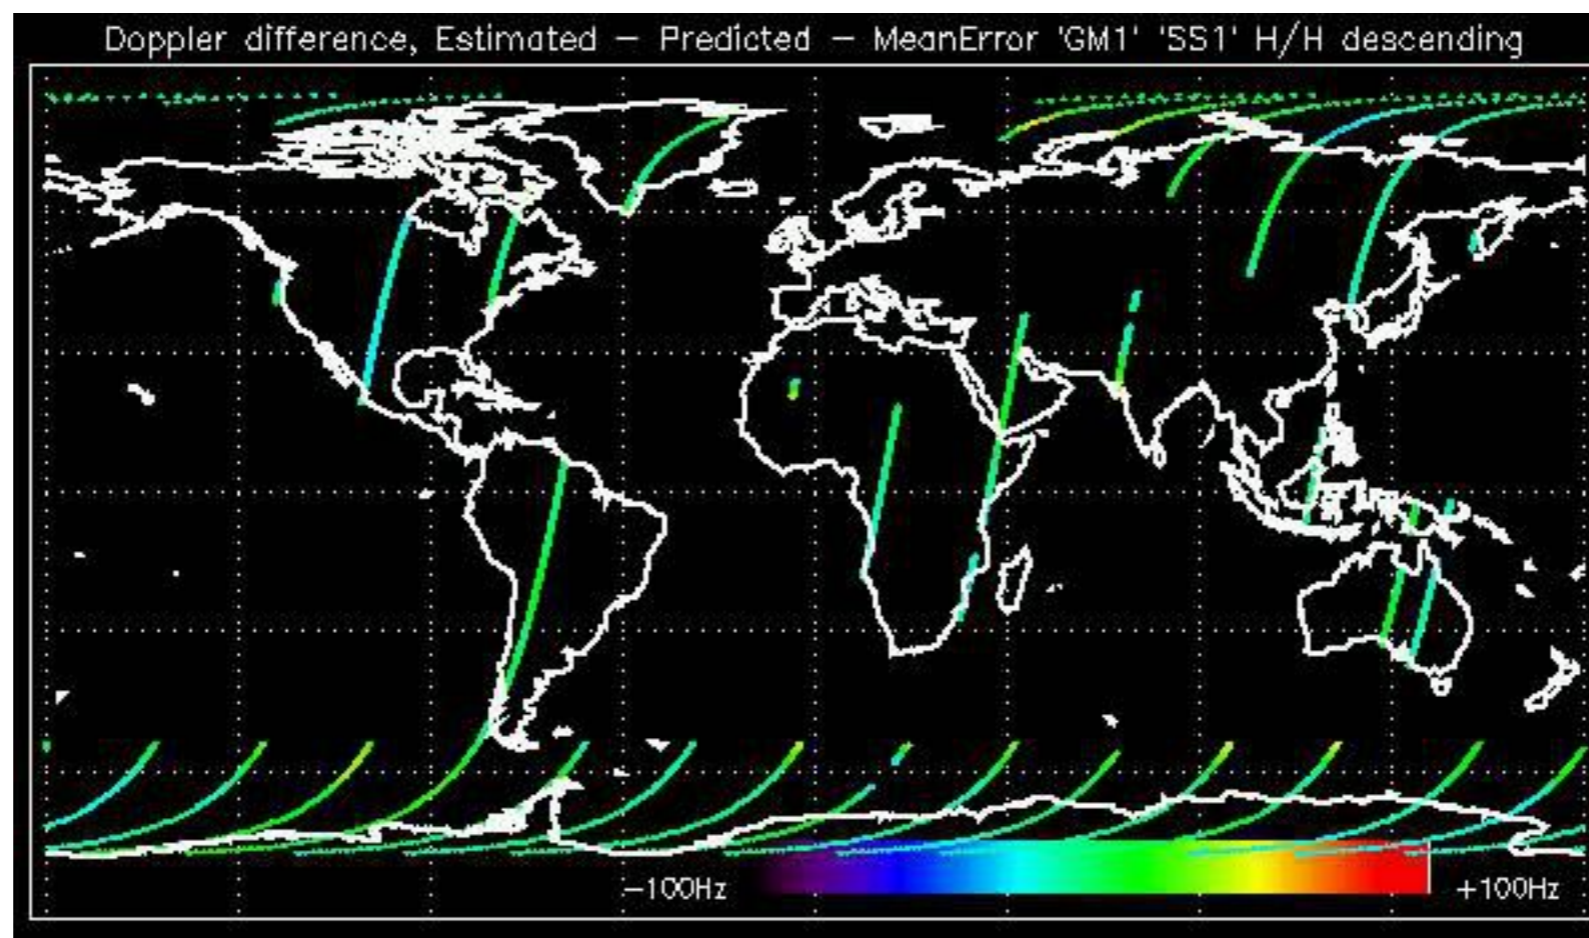 Doppler difference, Estimated – Predicted – MeanError 'GM1' 'SS1' H/H descending
-100Hz
+100Hz